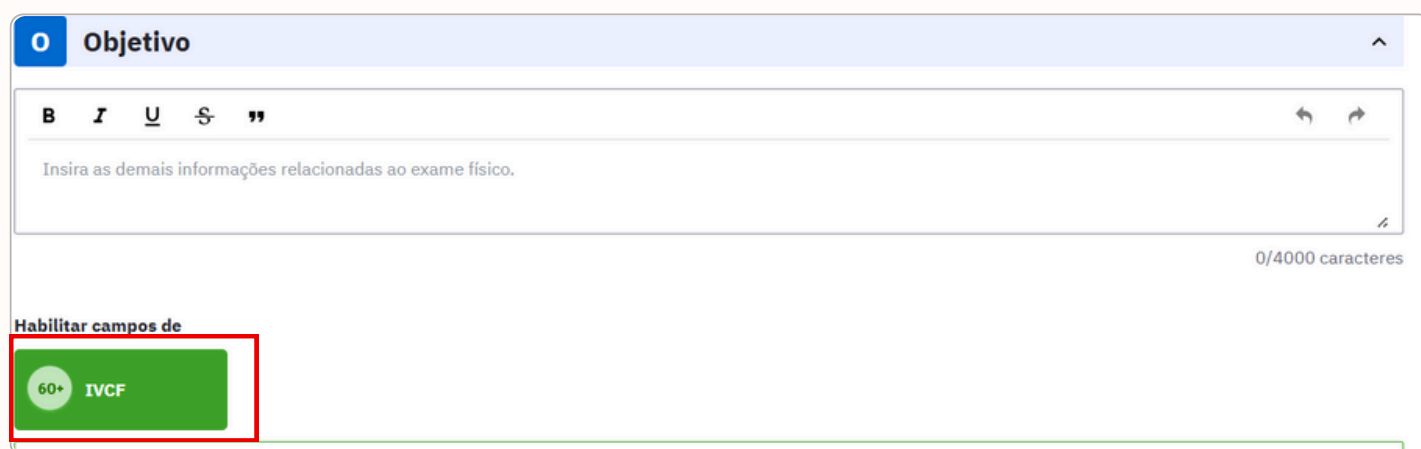 O Objetivo
B I U S "
Insira as demais informações relacionadas ao exame físico.
0/4000 caracteres
Habilitar campos de
60+ IVCF